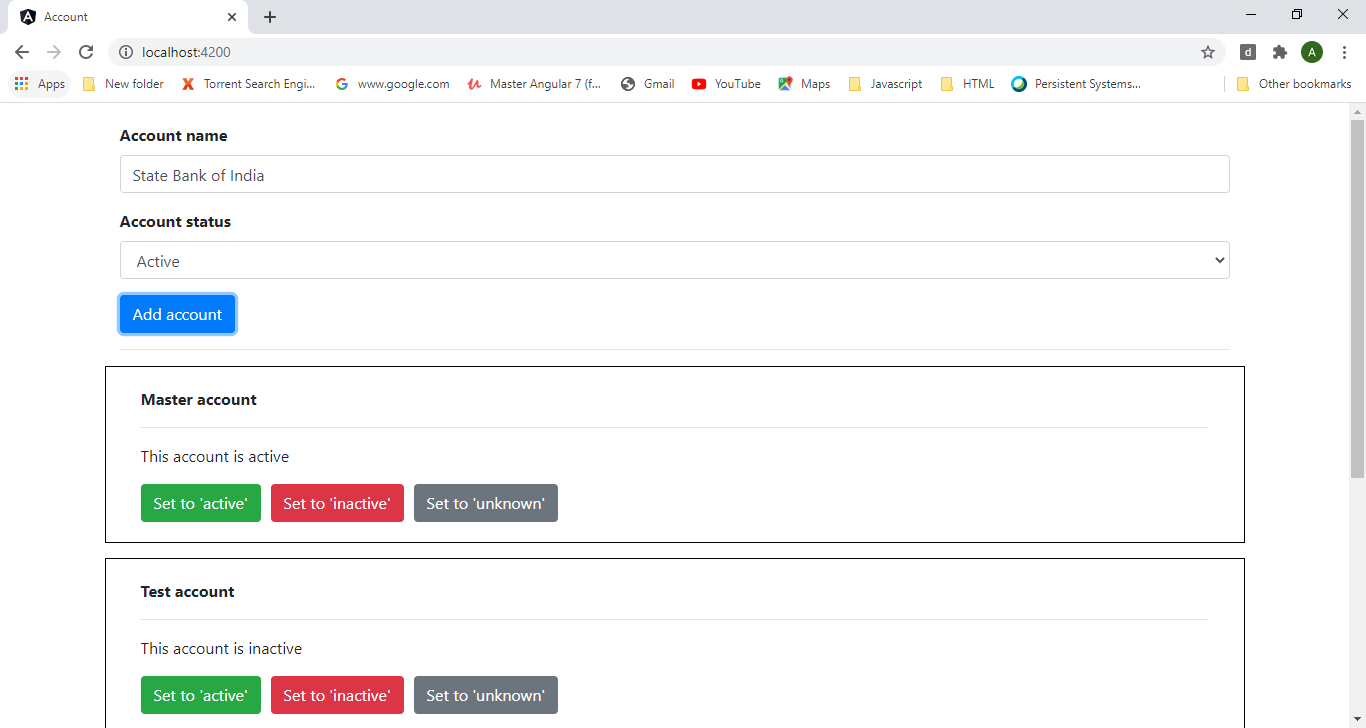 Account
localhost:4200
d
A
Apps
New folder
Torrent Search Engi...
www.google.com
Master Angular 7 (f...
Gmail
YouTube
Maps
Javascript
HTML
Persistent Systems...
Other bookmarks
Account name
State Bank of India
Account status
Active
Add account
Master account
This account is active
Set to 'active' Set to 'inactive' Set to 'unknown'
Test account
This account is inactive
Set to 'active' Set to 'inactive' Set to 'unknown'